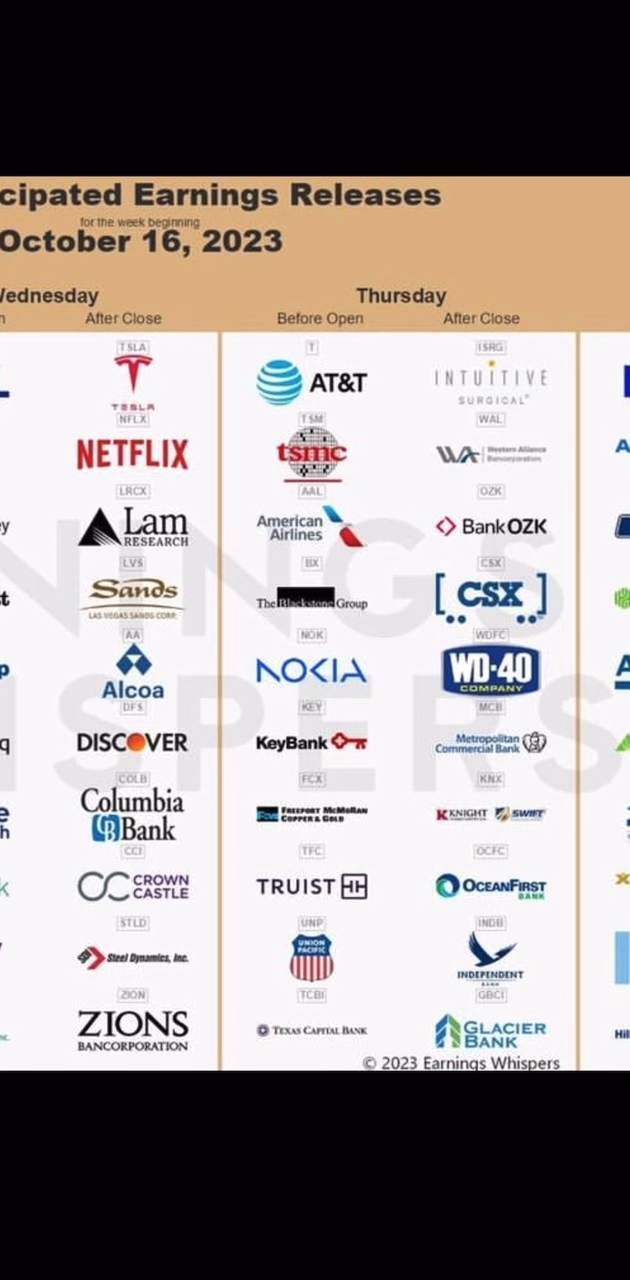 cipated Earnings Releases
for the week beginning
October 16, 2023
Wednesday
Thursday
After Close
Before Open
After Close
TSLA
TESLA
NFLX
NETFLIX
LRCX
Lam
RESEARCH
LVS
Sands
LAS VEGAS SANDS CORP.
AA
Alcoa
DFS
DISCOVER
COLB
Columbia
CB Bank
CCI
CROWN
CASTLE
STLD
SDI Steel Dynamics, Inc.
ZION
ZIONS
BANCORPORATION
T
AT&T
TSM
tsmc
AAL
American
Airlines
BX
The Blackstone Group
NOK
NOKIA
KEY
KeyBank
FCX
FREEPORT-McMoRAN
COPPER & GOLD
TFC
TRUIST
UNP
UNION
PACIFIC
TCBI
TEXAS CAPITAL BANK
ISRG
INTUITIVE
SURGICAL®
WAL
WA Western Alliance
Bancorporation
OZK
Bank OZK
CSX
[CSX]
WDFC
WD-40
COMPANY
MCB
Metropolitan
Commercial Bank
KNX
KNIGHT SWIFT
OCFC
OCEANFIRST
BANK
INDB
INDEPENDENT
BANK
GBCI
GLACIER
BANK
© 2023 Earnings Whispers